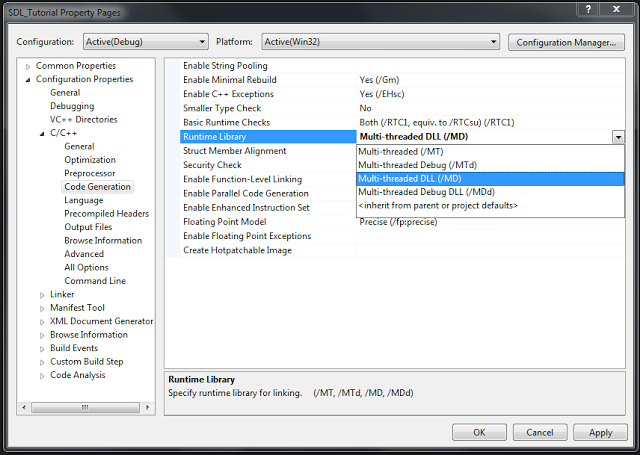 SDL_Tutorial Property Pages
Configuration: Active(Debug) Platform: Active(Win32) Configuration Manager...
Common Properties
Configuration Properties
General
Debugging
VC++ Directories
C/C++
General
Optimization
Preprocessor
Code Generation
Language
Precompiled Headers
Output Files
Browse Information
Advanced
All Options
Command Line
Linker
Manifest Tool
XML Document Generator
Browse Information
Build Events
Custom Build Step
Code Analysis
Enable String Pooling
Enable Minimal Rebuild Yes (/Gm)
Enable C++ Exceptions Yes (/EHsc)
Smaller Type Check No
Basic Runtime Checks Both (/RTC1, equiv. to /RTCsu) (/RTC1)
Runtime Library Multi-threaded DLL (/MD)
Struct Member Alignment Multi-threaded (/MT)
Security Check Multi-threaded Debug (/MTd)
Enable Function-Level Linking Multi-threaded DLL (/MD)
Enable Parallel Code Generation Multi-threaded Debug DLL (/MDd)
Enable Enhanced Instruction Set <inherit from parent or project defaults>
Floating Point Model Precise (/fp:precise)
Enable Floating Point Exceptions
Create Hotpatchable Image
Runtime Library
Specify runtime library for linking. (/MT, /MTd, /MD, /MDd)
OK Cancel Apply